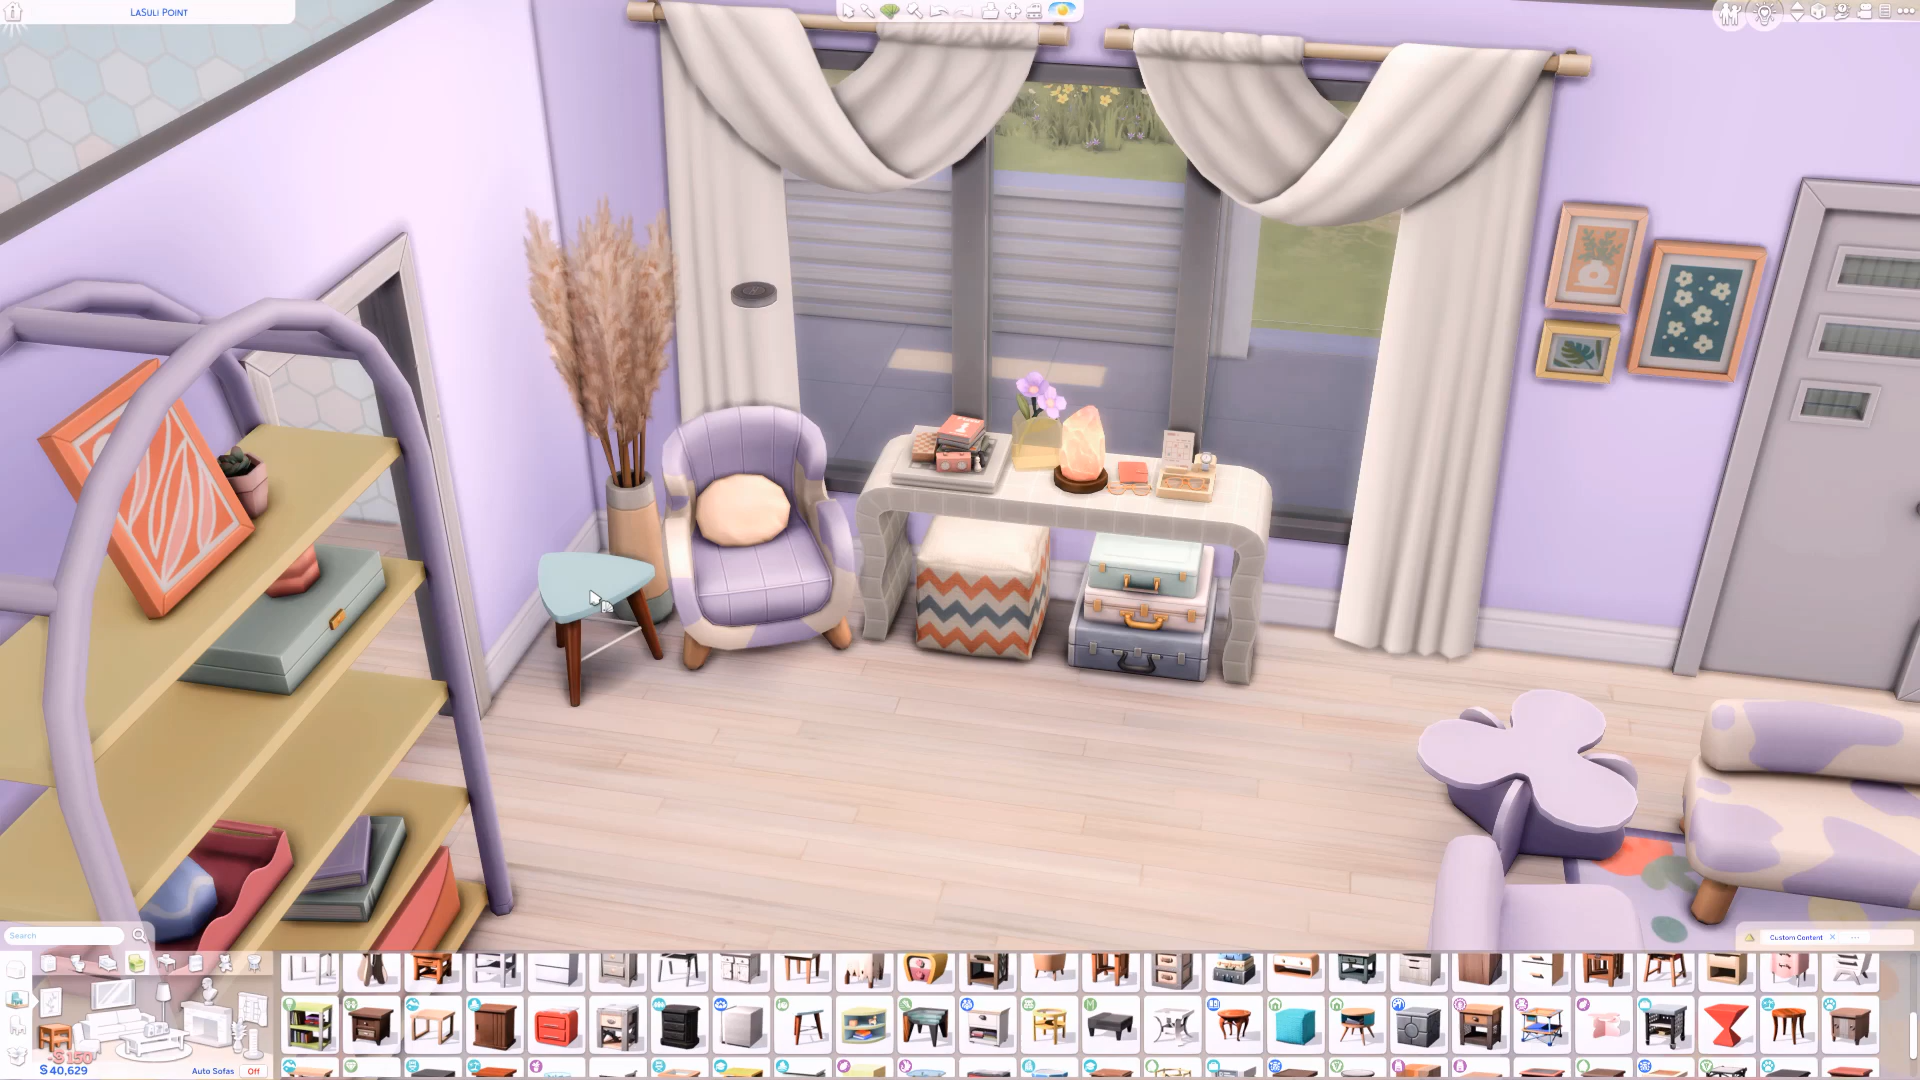 LaSuli Point
Search
Custom Content
-§150
§40,629
Auto Sofas
Off